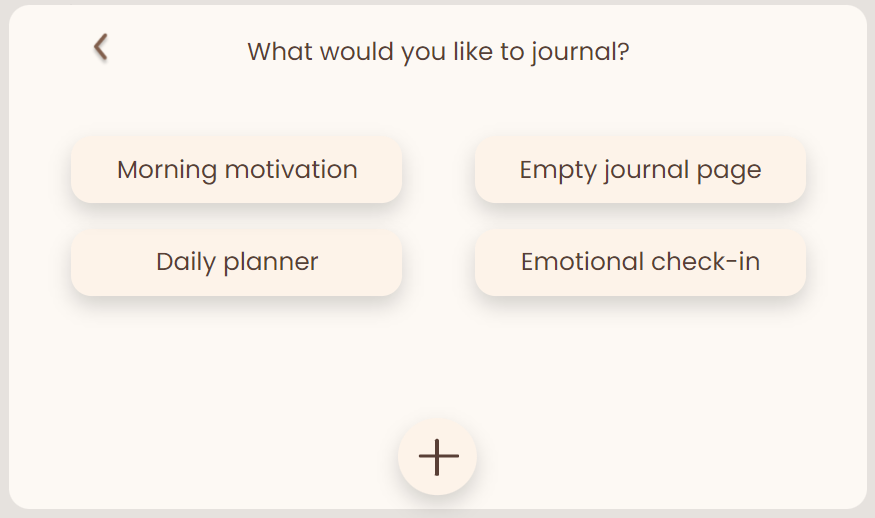 What would you like to journal?
Morning motivation
Empty journal page
Daily planner
Emotional check-in